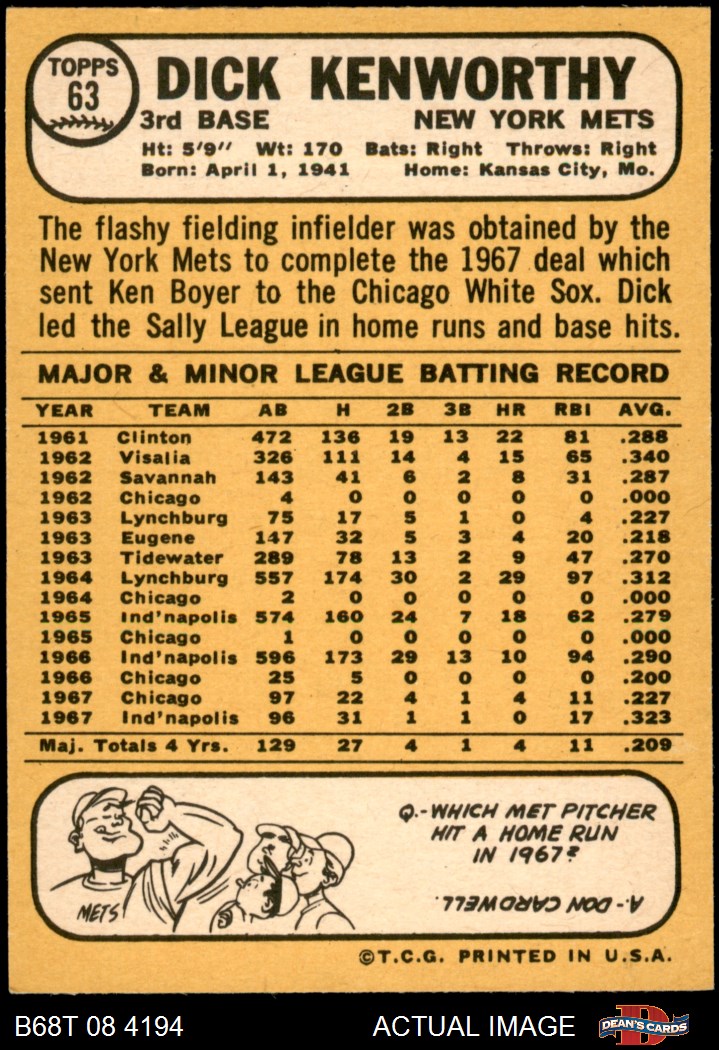 TOPPS
63
DICK KENWORTHY
3rd BASE NEW YORK METS
Ht: 5'9" Wt: 170 Bats: Right Throws: Right
Born: April 1, 1941 Home: Kansas City, Mo.
The flashy fielding infielder was obtained by the
New York Mets to complete the 1967 deal which
sent Ken Boyer to the Chicago White Sox. Dick
led the Sally League in home runs and base hits.
MAJOR & MINOR LEAGUE BATTING RECORD
YEAR TEAM AB H 2B 3B HR RBI AVG.
1961 Clinton 472 136 19 13 22 81 .288
1962 Visalia 326 111 14 4 15 65 .340
1962 Savannah 143 41 6 2 8 31 .287
1962 Chicago 4 0 0 0 0 0 .000
1963 Lynchburg 75 17 5 1 0 4 .227
1963 Eugene 147 32 5 3 4 20 .218
1963 Tidewater 289 78 13 2 9 47 .270
1964 Lynchburg 557 174 30 2 29 97 .312
1964 Chicago 2 0 0 0 0 0 .000
1965 Ind'napolis 574 160 24 7 18 62 .279
1965 Chicago 1 0 0 0 0 0 .000
1966 Ind'napolis 596 173 29 13 10 94 .290
1966 Chicago 25 5 0 0 0 0 .200
1967 Chicago 97 22 4 1 4 11 .227
1967 Ind'napolis 96 31 1 1 0 17 .323
Maj. Totals 4 Yrs. 129 27 4 1 4 11 .209
METS
Q.-WHICH MET PITCHER
HIT A HOME RUN
IN 1967?
A.-DON CARDWELL.
©T.C.G. PRINTED IN U.S.A.
B68T 08 4194 ACTUAL IMAGE D DEAN'S CARDS